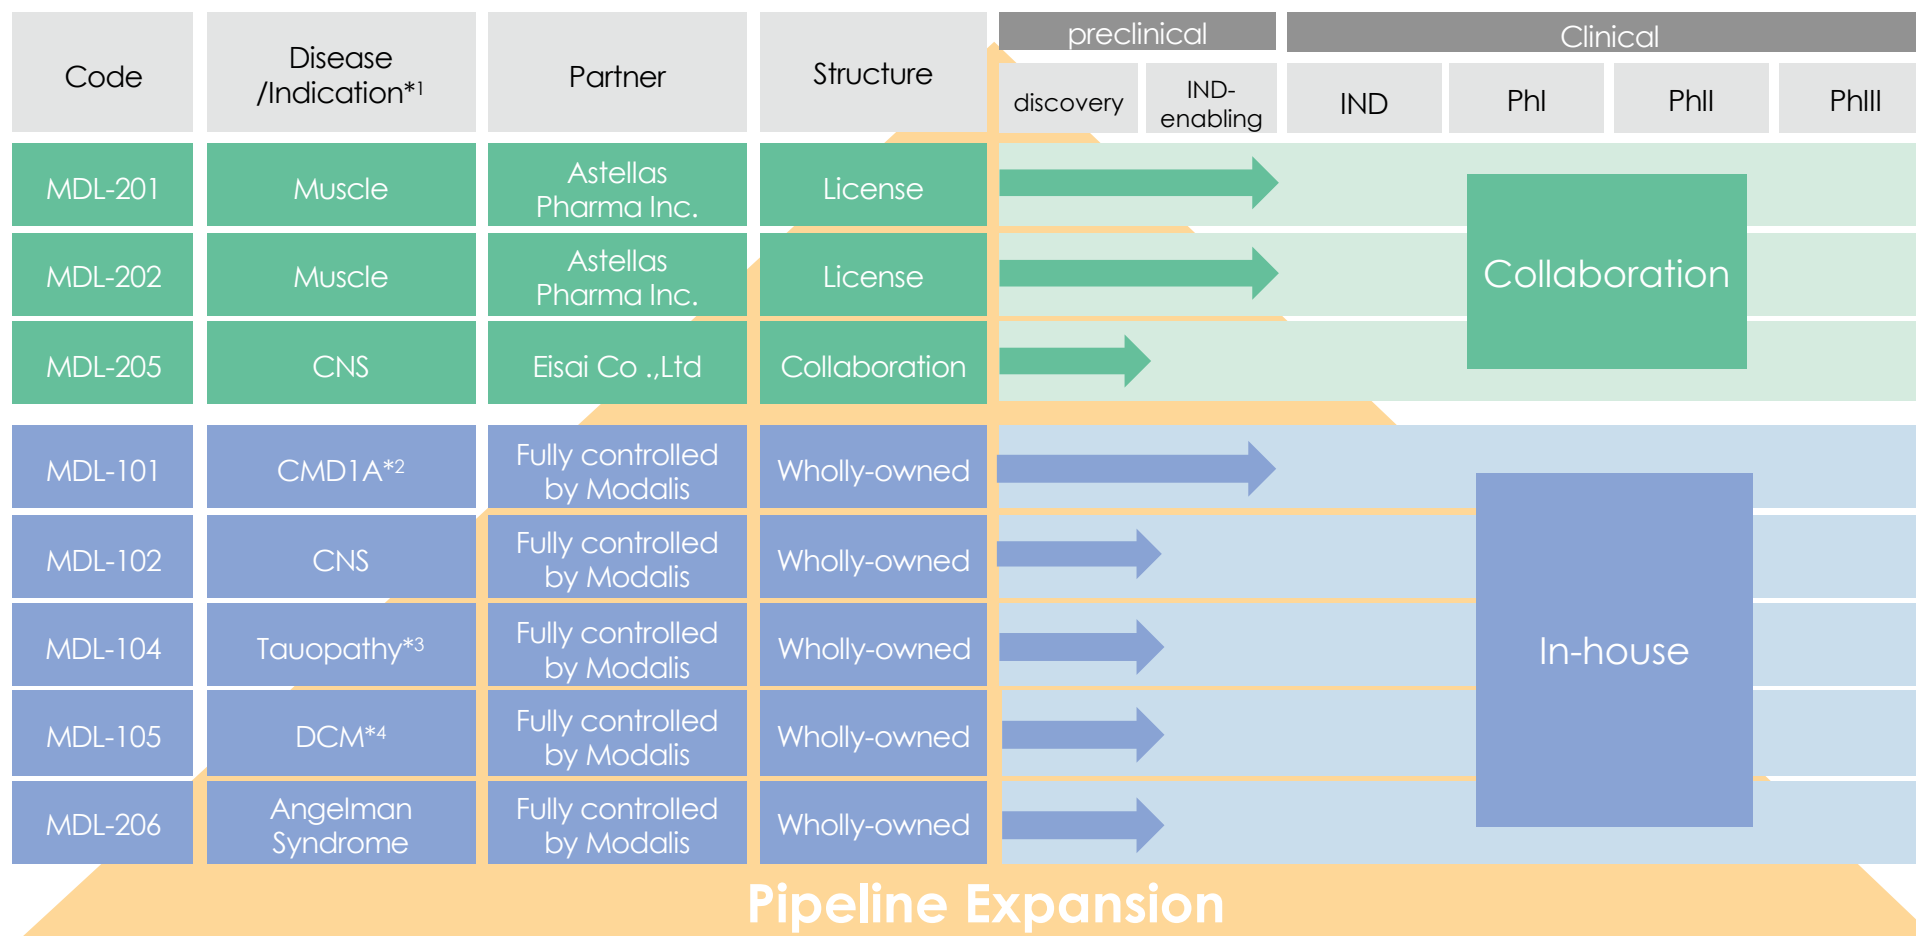 Code
Disease
/Indication*1
Partner
Structure
preclinical
Clinical
discovery
IND-
enabling
IND
PhI
PhII
PhIII
MDL-201
Muscle
Astellas
Pharma Inc.
License
MDL-202
Muscle
Astellas
Pharma Inc.
License
Collaboration
MDL-205
CNS
Eisai Co .,Ltd
Collaboration
MDL-101
CMD1A*2
Fully controlled
by Modalis
Wholly-owned
MDL-102
CNS
Fully controlled
by Modalis
Wholly-owned
MDL-104
Tauopathy*3
Fully controlled
by Modalis
Wholly-owned
In-house
MDL-105
DCM*4
Fully controlled
by Modalis
Wholly-owned
MDL-206
Angelman
Syndrome
Fully controlled
by Modalis
Wholly-owned
Pipeline Expansion